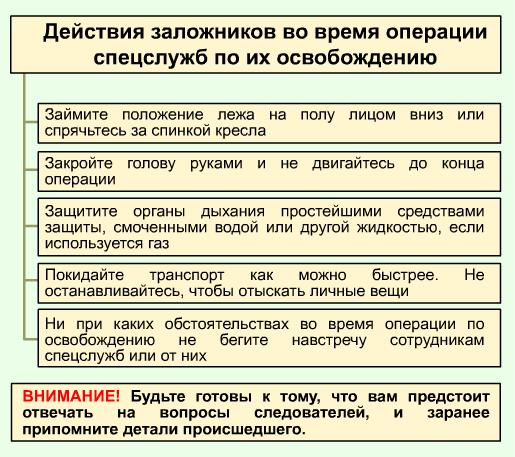 Действия заложников во время операции
спецслужб по их освобождению
Займите положение лежа на полу лицом вниз или
спрячьтесь за спинкой кресла
Закройте голову руками и не двигайтесь до конца
операции
Защитите органы дыхания простейшими средствами
защиты, смоченными водой или другой жидкостью, если
используется газ
Покидайте транспорт как можно быстрее. Не
останавливайтесь, чтобы отыскать личные вещи
Ни при каких обстоятельствах во время операции по
освобождению не бегите навстречу сотрудникам
спецслужб или от них
ВНИМАНИЕ! Будьте готовы к тому, что вам предстоит
отвечать на вопросы следователей, и заранее
припомните детали происшедшего.